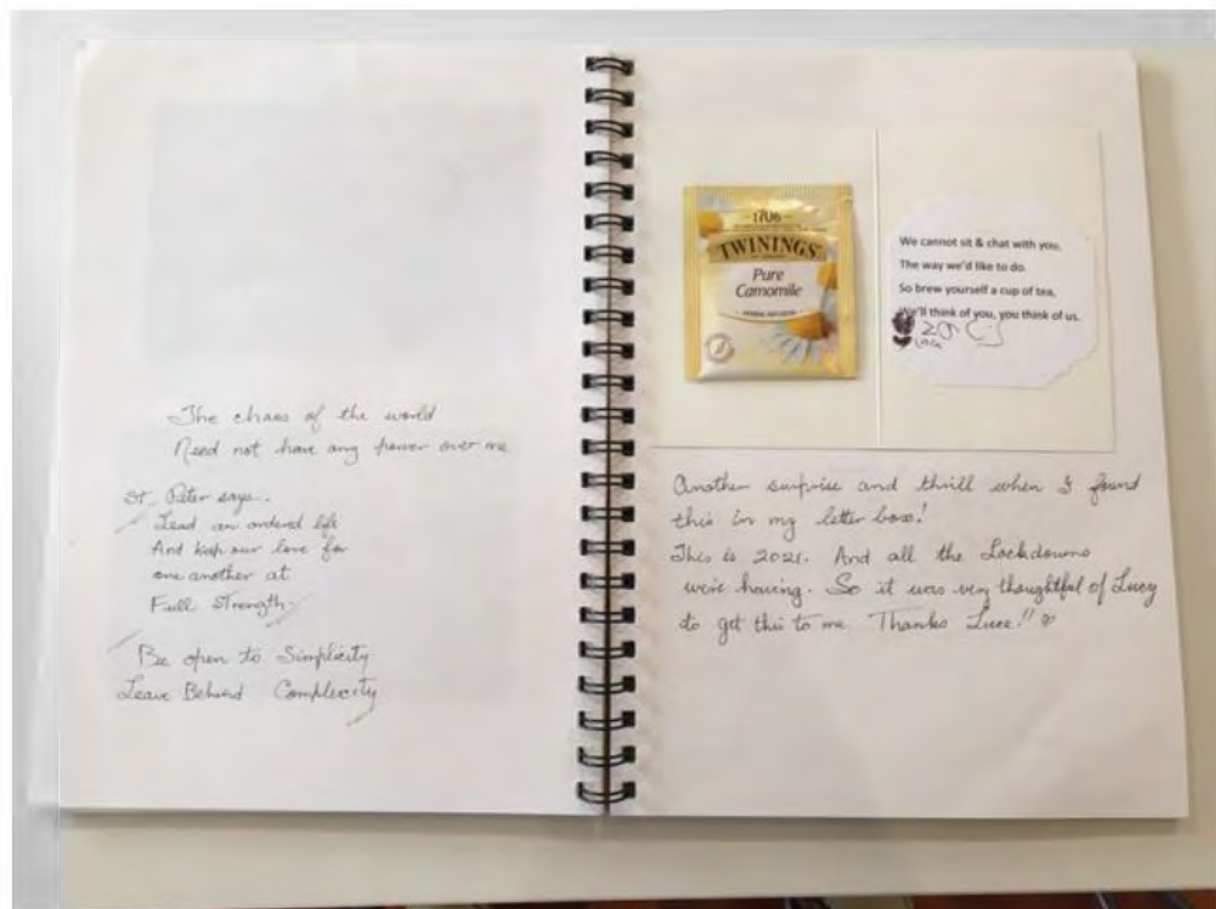 The chaos of the world
Need not have any power over me
St. Peter says.
Lead an ordered life
And keep our love for
one another at
Full Strength.
Be open to Simplicity
Leave Behind Complexity
1706
TWININGS
Pure
Camomile
We cannot sit & chat with you,
The way we'd like to do.
So brew yourself a cup of tea,
We'll think of you, you think of us.
Another surprise and thrill when I found
this in my letter box!
This is 2021. And all the Lockdowns
we're having. So it was very thoughtful of Lucy
to get this to me. Thanks Luce!!